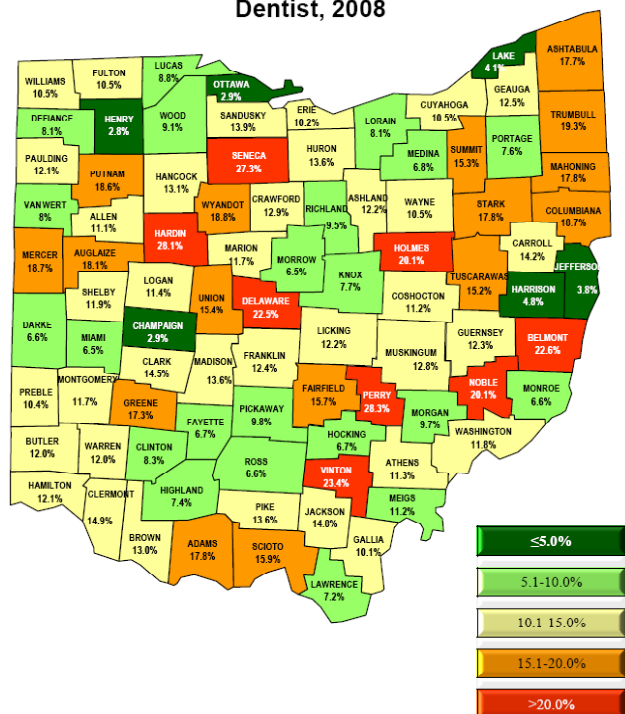 Dentist, 2008
LUCAS
8.8%
FULTON
10.5%
WILLIAMS
10.5%
OTTAWA
2.9%
LAKE
4.1%
ASHTABULA
17.7%
GEAUGA
12.5%
CUYAHOGA
10.5%
ERIE
10.2%
SANDUSKY
13.9%
WOOD
9.1%
HENRY
2.8%
DEFIANCE
8.1%
LORAIN
8.1%
TRUMBULL
19.3%
PORTAGE
7.6%
SUMMIT
15.3%
MEDINA
6.8%
HURON
13.6%
SENECA
27.3%
PAULDING
12.1%
PUTNAM
18.6%
HANCOCK
13.1%
MAHONING
17.8%
VAN WERT
8%
ALLEN
11.1%
WYANDOT
18.8%
CRAWFORD
12.9%
RICHLAND
9.5%
ASHLAND
12.2%
WAYNE
10.5%
STARK
17.8%
COLUMBIANA
10.7%
HARDIN
28.1%
MARION
11.7%
MORROW
6.5%
HOLMES
20.1%
CARROLL
14.2%
MERCER
18.7%
AUGLAIZE
18.1%
LOGAN
11.4%
KNOX
7.7%
TUSCARAWAS
15.2%
JEFFERSO
3.8%
HARRISON
4.8%
SHELBY
11.9%
UNION
15.4%
DELAWARE
22.5%
COSHOCTON
11.2%
DARKE
6.6%
MIAMI
6.5%
CHAMPAIGN
2.9%
LICKING
12.2%
GUERNSEY
12.3%
BELMONT
22.6%
CLARK
14.5%
MADISON
13.6%
FRANKLIN
12.4%
MUSKINGUM
12.8%
PREBLE
10.4%
MONTGOMERY
11.7%
GREENE
17.3%
FAIRFIELD
15.7%
PERRY
28.3%
NOBLE
20.1%
MONROE
6.6%
FAYETTE
6.7%
PICKAWAY
9.8%
MORGAN
9.7%
WASHINGTON
11.8%
BUTLER
12.0%
WARREN
12.0%
CLINTON
8.3%
HOCKING
6.7%
ROSS
6.6%
VINTON
23.4%
ATHENS
11.3%
HAMILTON
12.1%
CLERMONT
14.9%
HIGHLAND
7.4%
MEIGS
11.2%
PIKE
13.6%
JACKSON
14.0%
BROWN
13.0%
ADAMS
17.8%
SCIOTO
15.9%
GALLIA
10.1%
LAWRENCE
7.2%
≤5.0%
5.1-10.0%
10.1-15.0%
15.1-20.0%
>20.0%